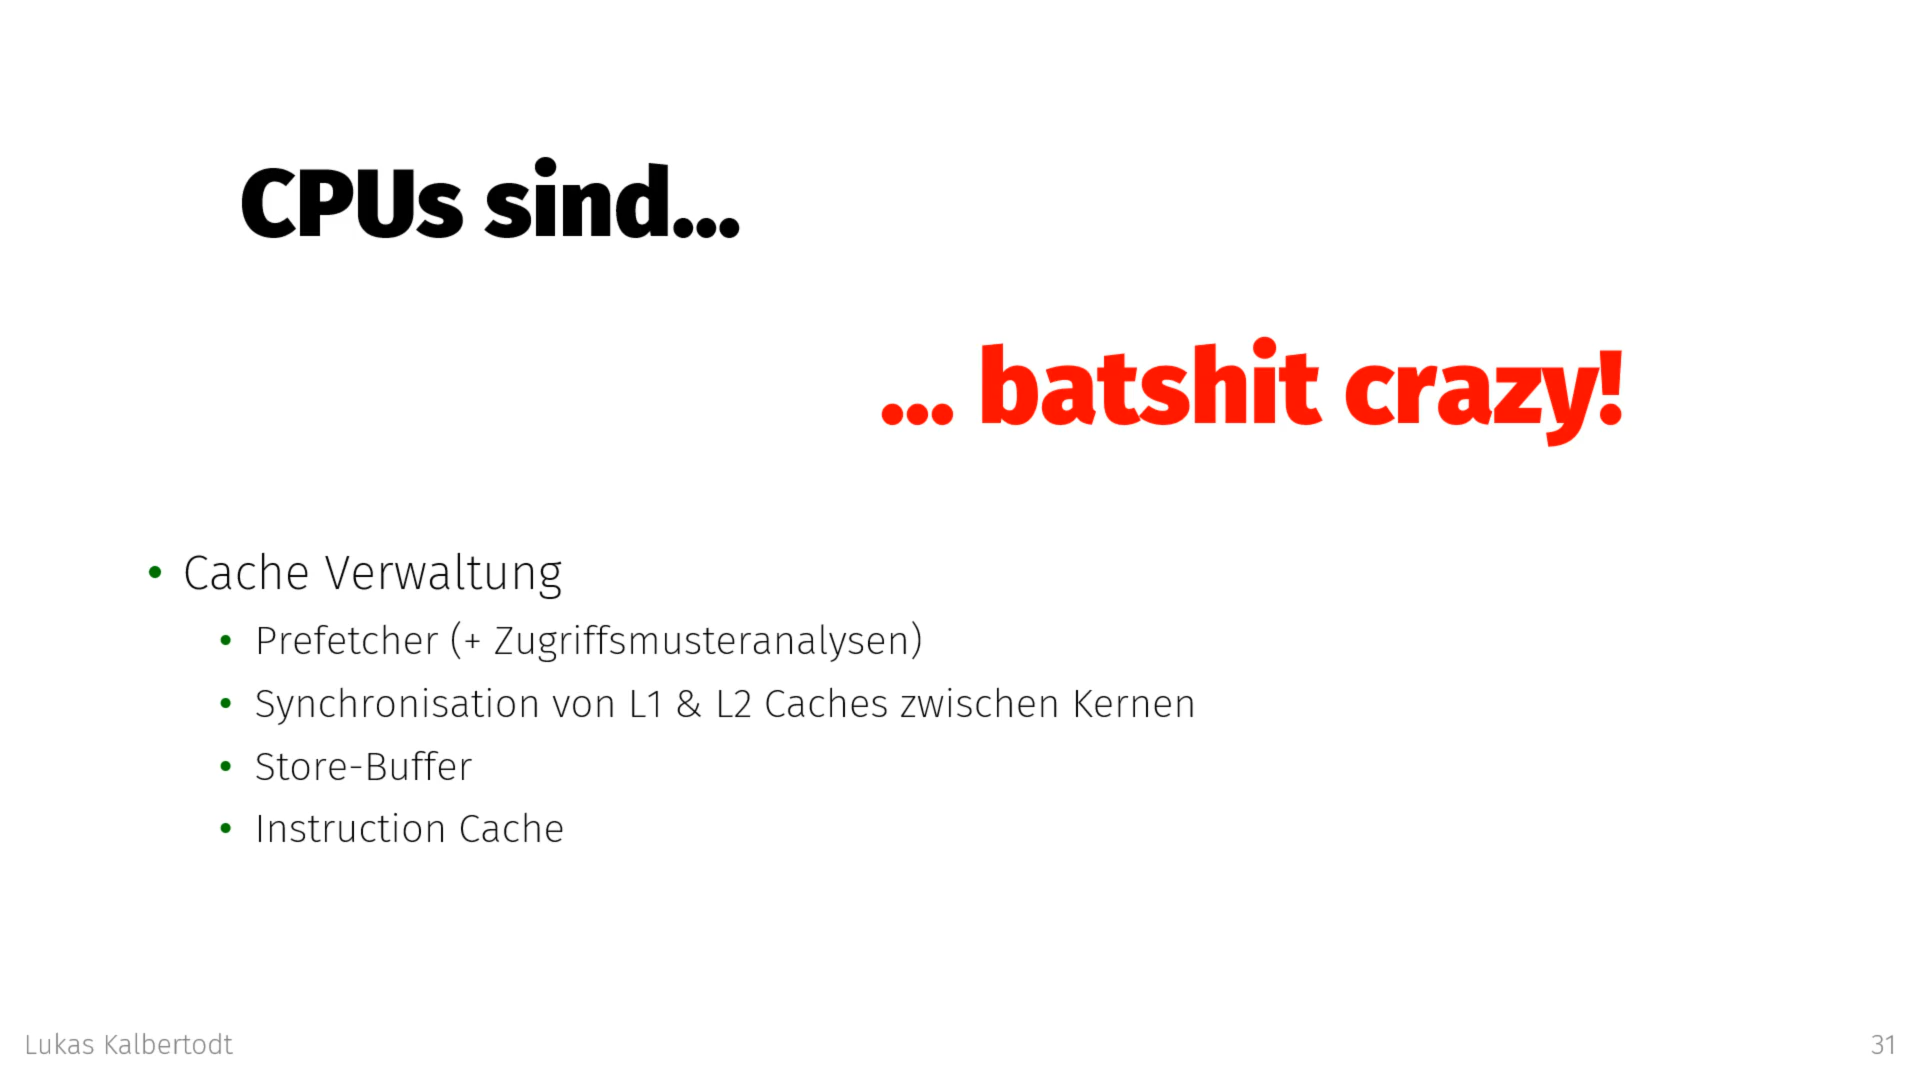 CPUs sind...
... batshit crazy!
• Cache Verwaltung
• Prefetcher (+ Zugriffsmusteranalysen)
• Synchronisation von L1 & L2 Caches zwischen Kernen
• Store-Buffer
• Instruction Cache
Lukas Kalbertodt
31